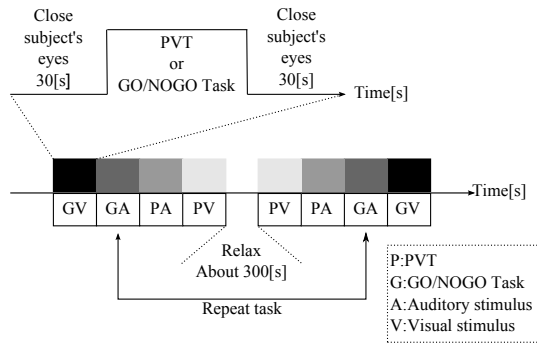 Close
subject's
eyes
30[s]
PVT
or
GO/NOGO Task
Close
subject's
eyes
30[s]
Time[s]
Time[s]
GV GA PA PV PV PA GA GV
Relax
About 300[s]
Repeat task
P:PVT
G:GO/NOGO Task
A:Auditory stimulus
V:Visual stimulus